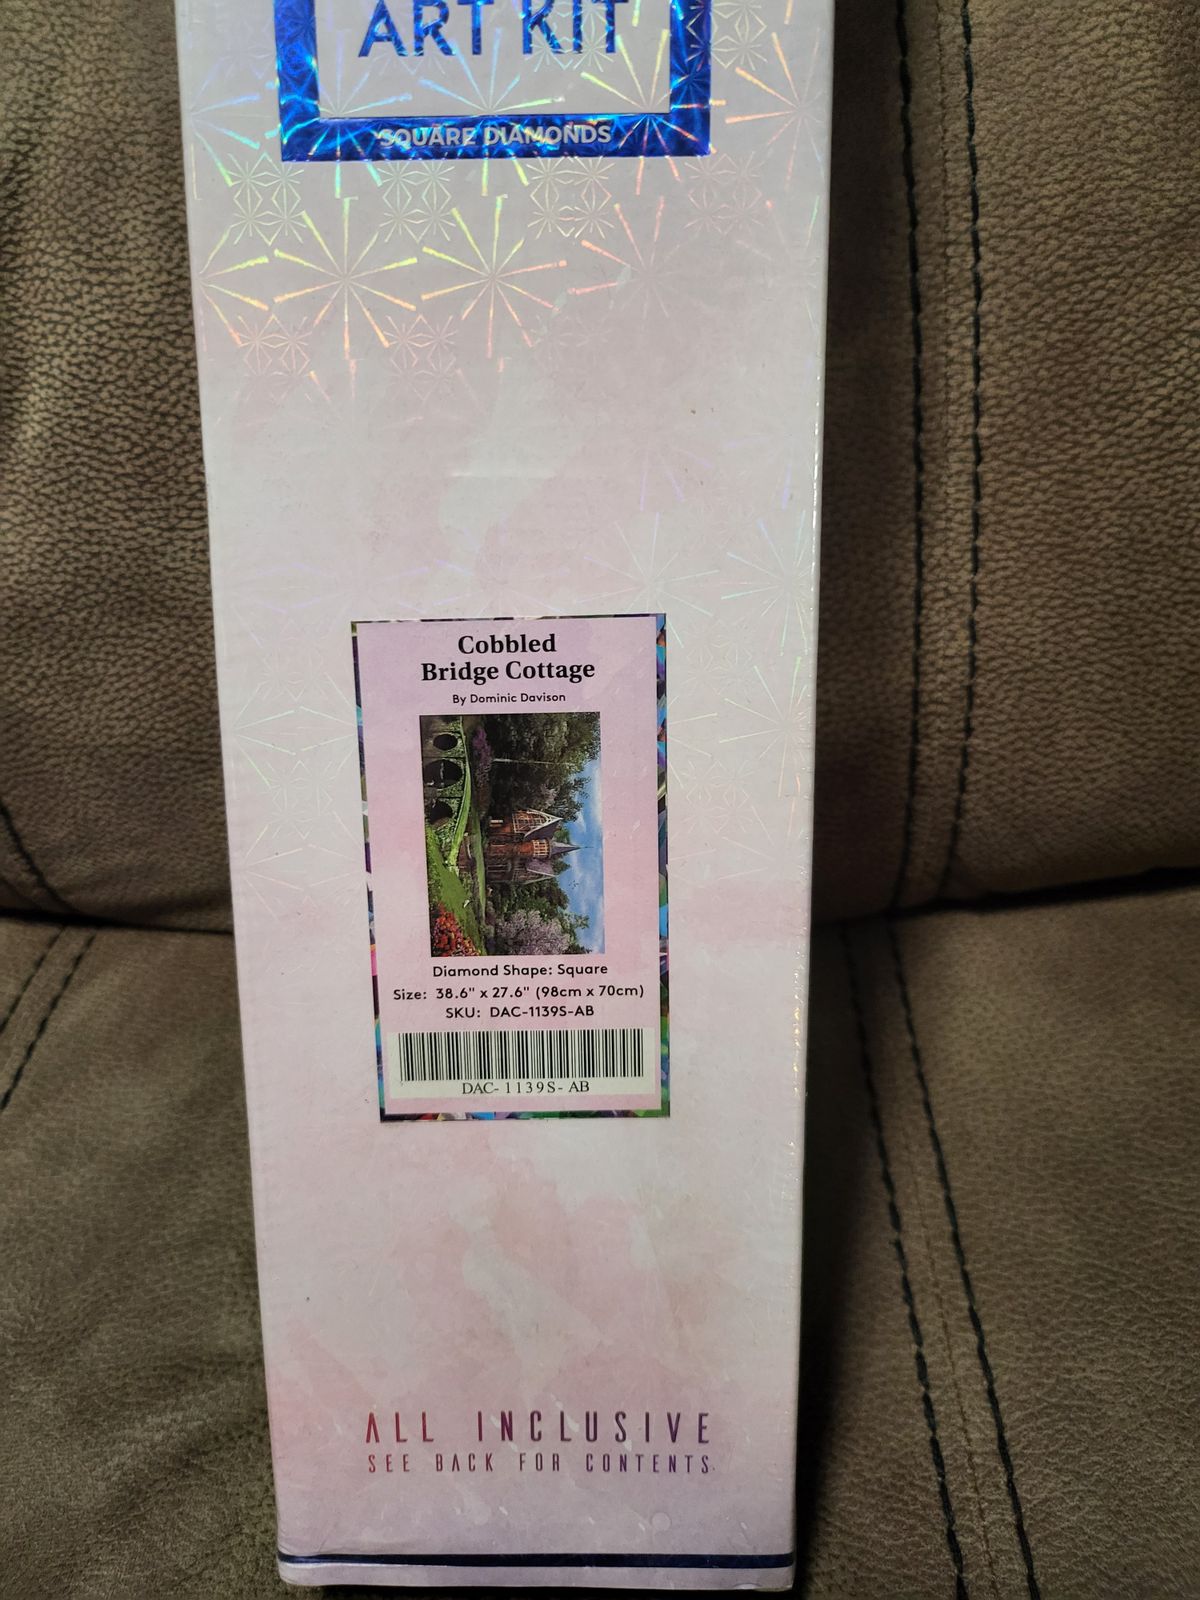 ART KIT
SQUARE DIAMONDS
Cobbled
Bridge Cottage
By Dominic Davison
Diamond Shape: Square
Size: 38.6" x 27.6" (98cm x 70cm)
SKU: DAC-1139S-AB
DAC- 1139S- AB
ALL INCLUSIVE
SEE BACK FOR CONTENTS